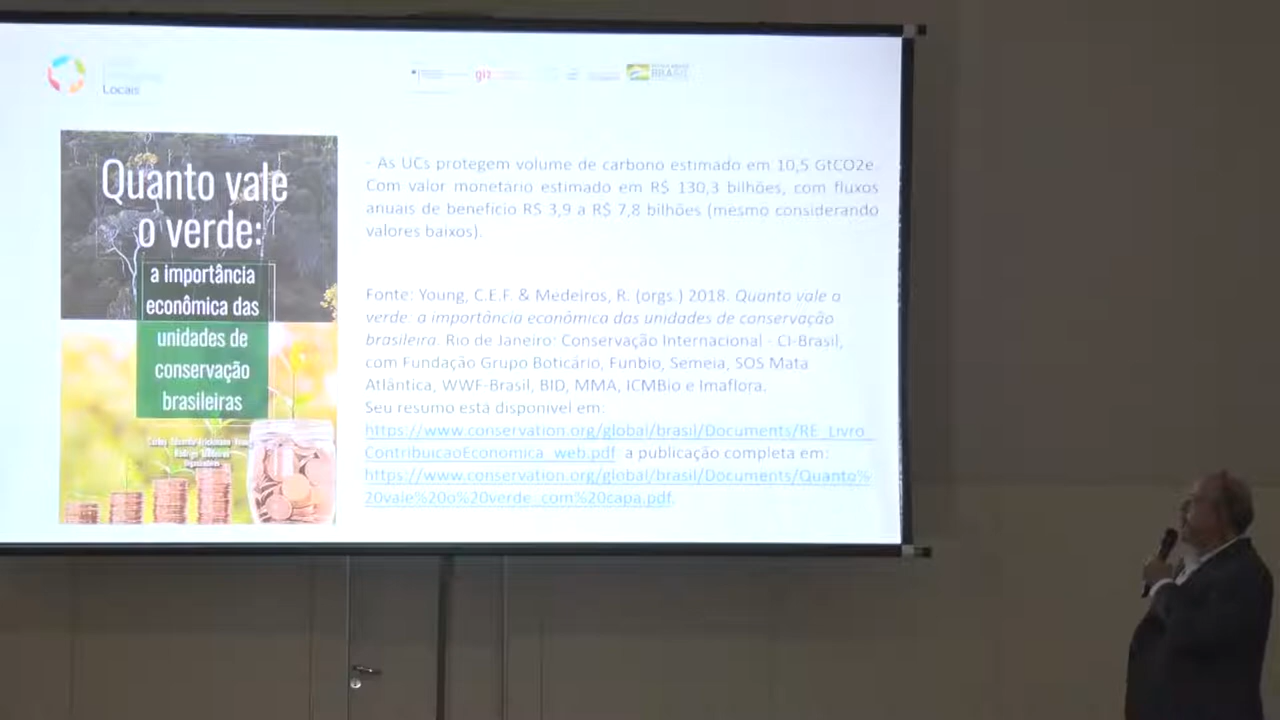 Locais
giz
BRASIL
Quanto vale
o verde:
a importância
econômica das
unidades de
conservação
brasileiras
- As UCs protegem volume de carbono estimado em 10,5 GtCO2e.
Com valor monetário estimado em R$ 130,3 bilhões, com fluxos
anuais de benefício R$ 3,9 a R$ 7,8 bilhões (mesmo considerando
valores baixos).
Fonte: Young, C.E.F. & Medeiros, R. (orgs.) 2018. Quanto vale o
verde: a importância econômica das unidades de conservação
brasileira. Rio de Janeiro: Conservação Internacional - CI-Brasil,
com Fundação Grupo Boticário, Funbio, Semeia, SOS Mata
Atlântica, WWF-Brasil, BID, MMA, ICMBio e Imaflora.
Seu resumo está disponível em:
https://www.conservation.org/global/brasil/Documents/RE_Livro_
ContribuicaoEconomica_web.pdf a publicação completa em:
https://www.conservation.org/global/brasil/Documents/Quanto%
20vale%20o%20verde_com%20capa.pdf.